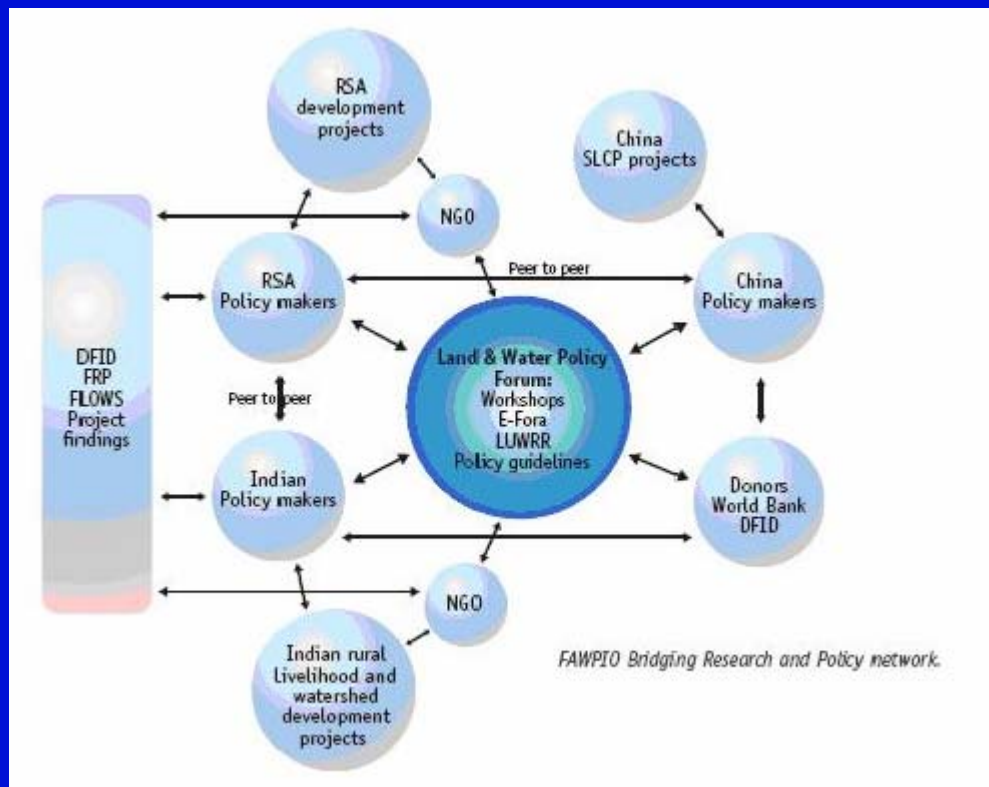 RSA
development
projects
China
SLCP projects
NGO
RSA
Policy makers
Peer to peer
China
Policy makers
DFID
FRP
FLOWS
Project
findings
Land & Water Policy
Forum:
Workshops
E-Fora
LUWRR
Policy guidelines
Peer to peer
Indian
Policy makers
Donors
World Bank
DFID
NGO
Indian rural
Livelihood and
watershed
development
projects
FAWPIO Bridging Research and Policy network.